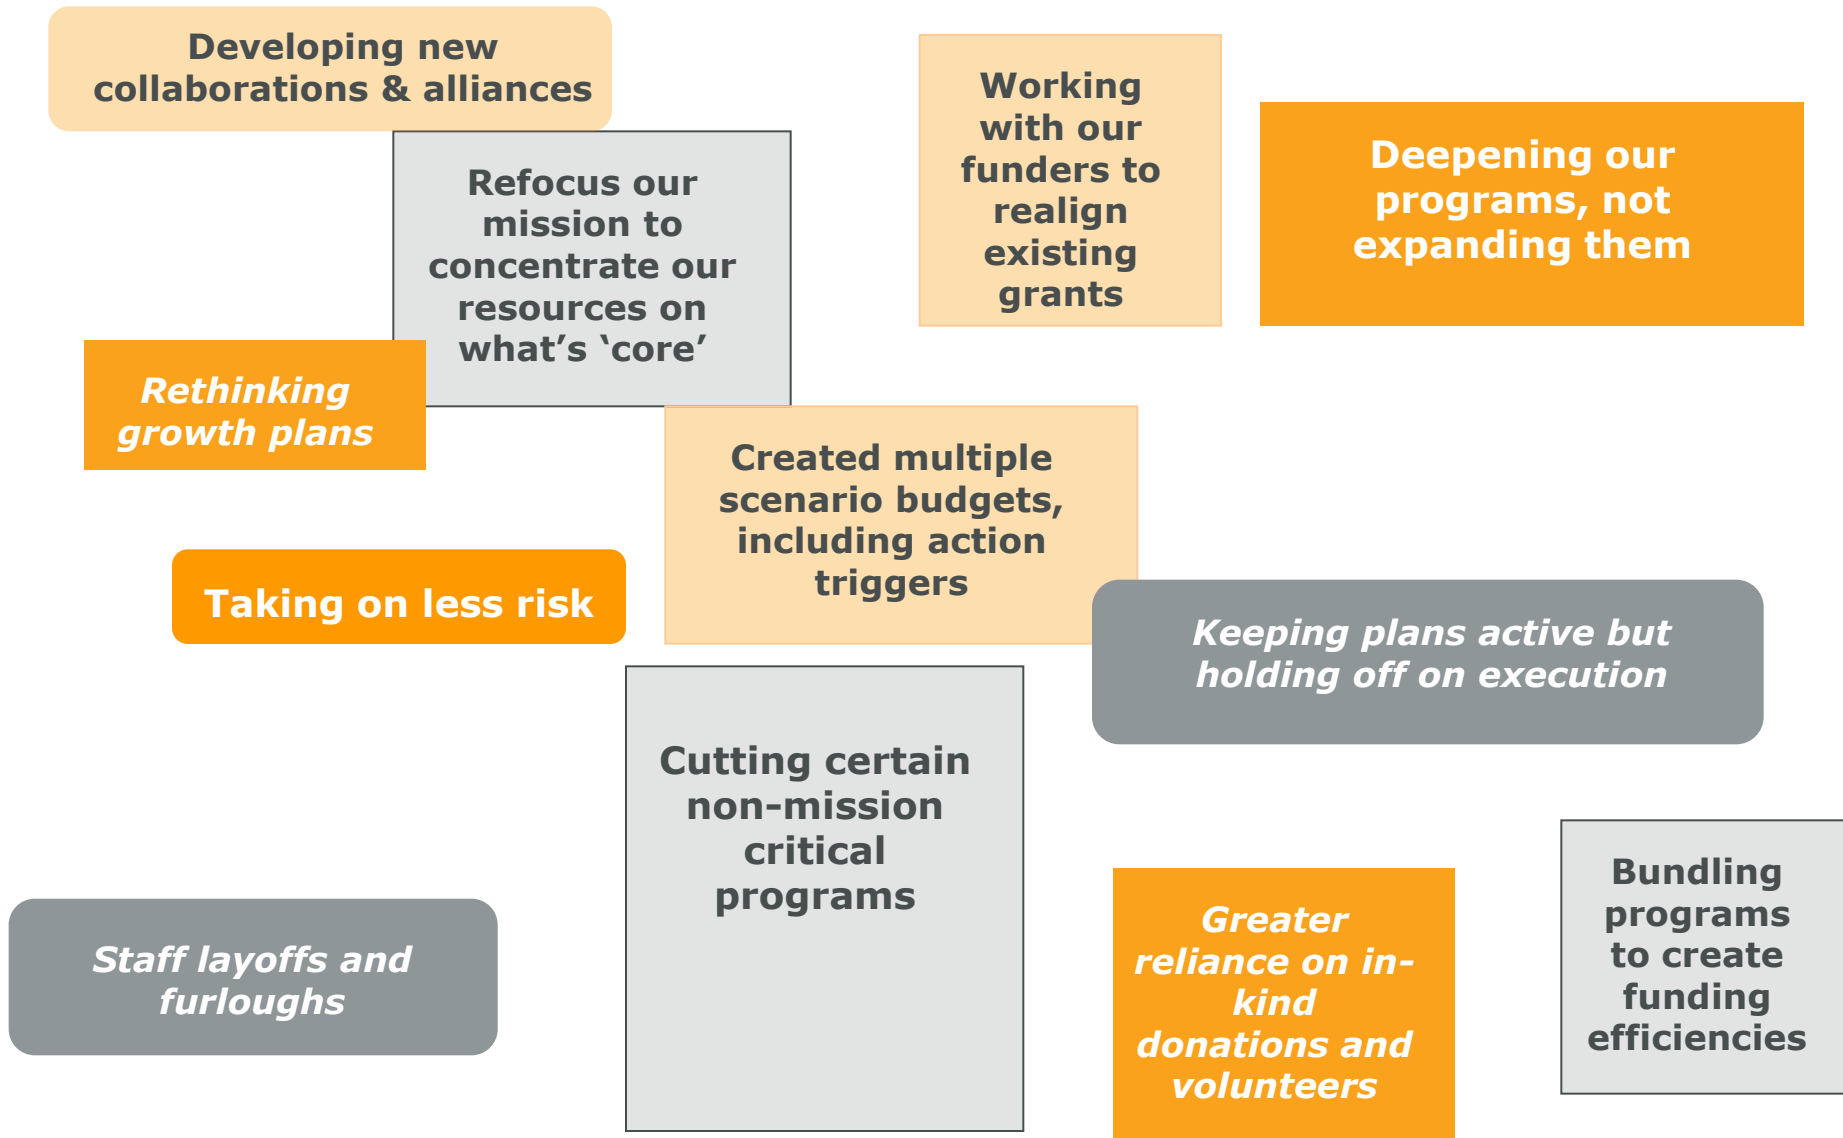 Developing new
collaborations & alliances
Working
with our
funders to
realign
existing
grants
Deepening our
programs, not
expanding them
Refocus our
mission to
concentrate our
resources on
what’s ‘core’
Rethinking
growth plans
Created multiple
scenario budgets,
including action
triggers
Taking on less risk
Keeping plans active but
holding off on execution
Cutting certain
non-mission
critical
programs
Staff layoffs and
furloughs
Greater
reliance on in-
kind
donations and
volunteers
Bundling
programs
to create
funding
efficiencies